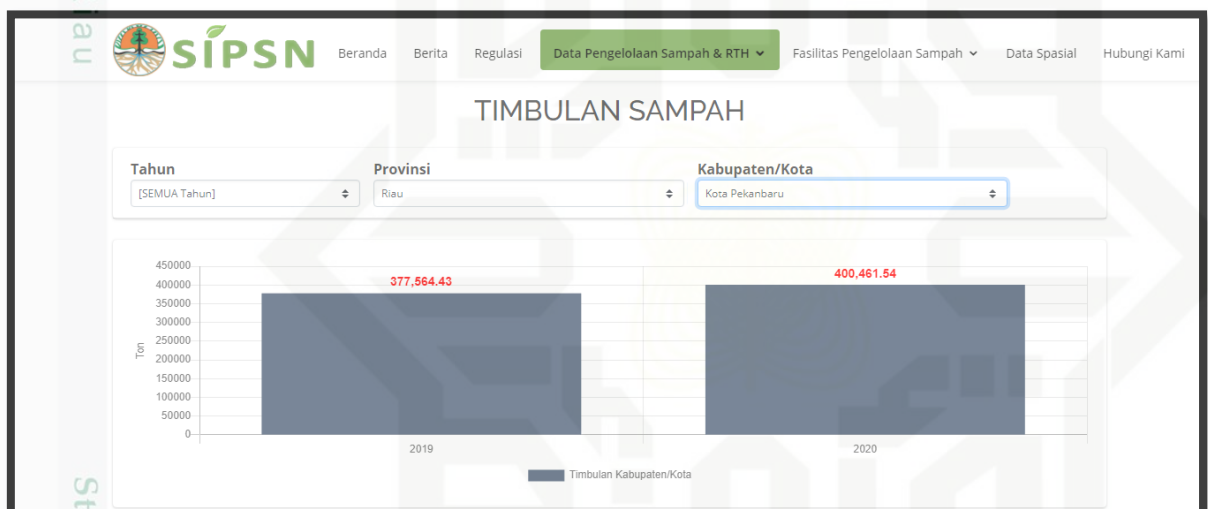 SIPSN Beranda Berita Regulasi Data Pengelolaan Sampah & RTH Fasilitas Pengelolaan Sampah Data Spasial Hubungi Kami
TIMBULAN SAMPAH
Tahun Provinsi Kabupaten/Kota
[SEMUA Tahun] Riau Kota Pekanbaru
450000
400000
350000
300000
250000
200000
150000
100000
50000
0
Ton
377,564.43 400,461.54
2019 2020
Timbulan Kabupaten/Kota